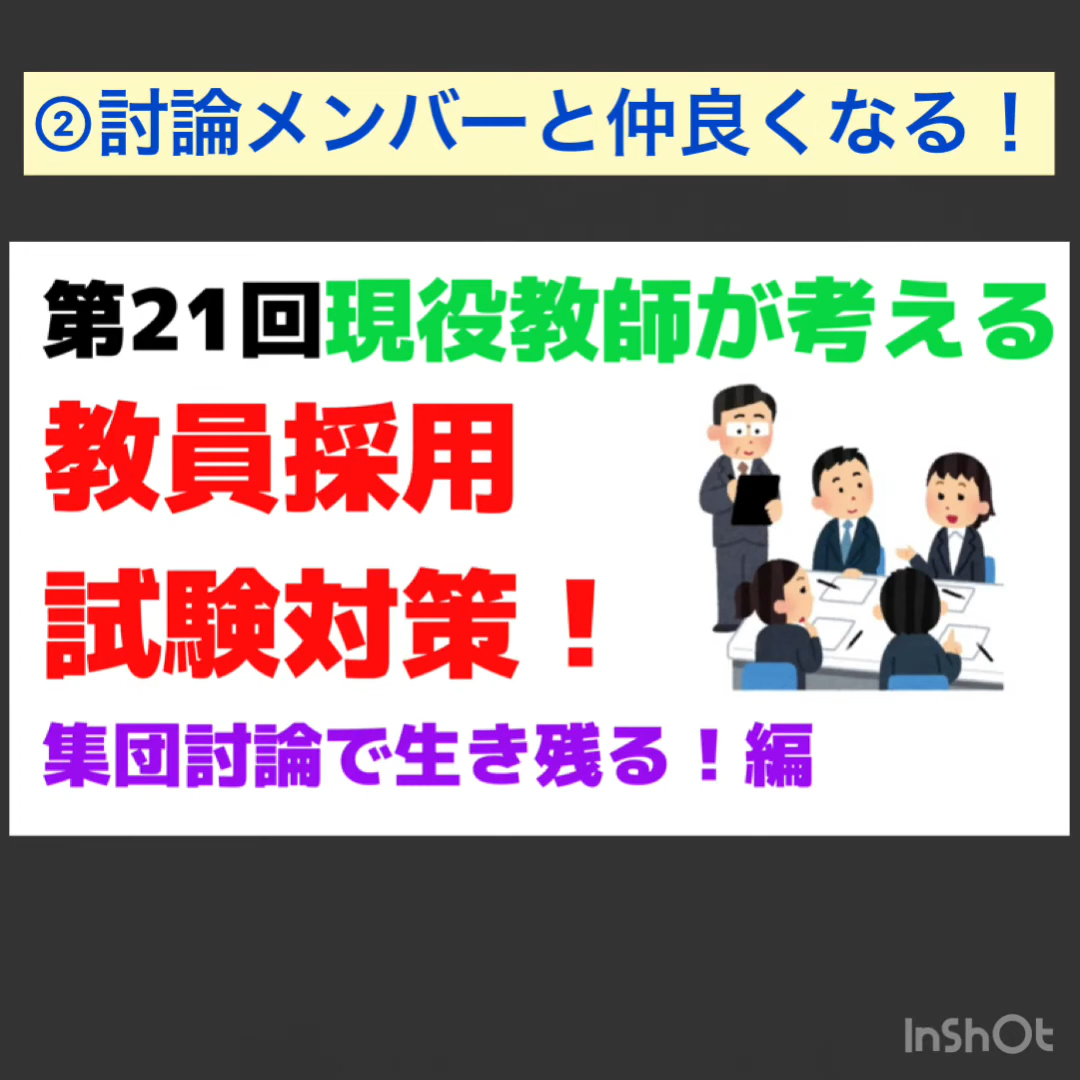 ②討論メンバーと仲良くなる！
第21回現役教師が考える
教員採用
試験対策！
集団討論で生き残る！編
InShOt